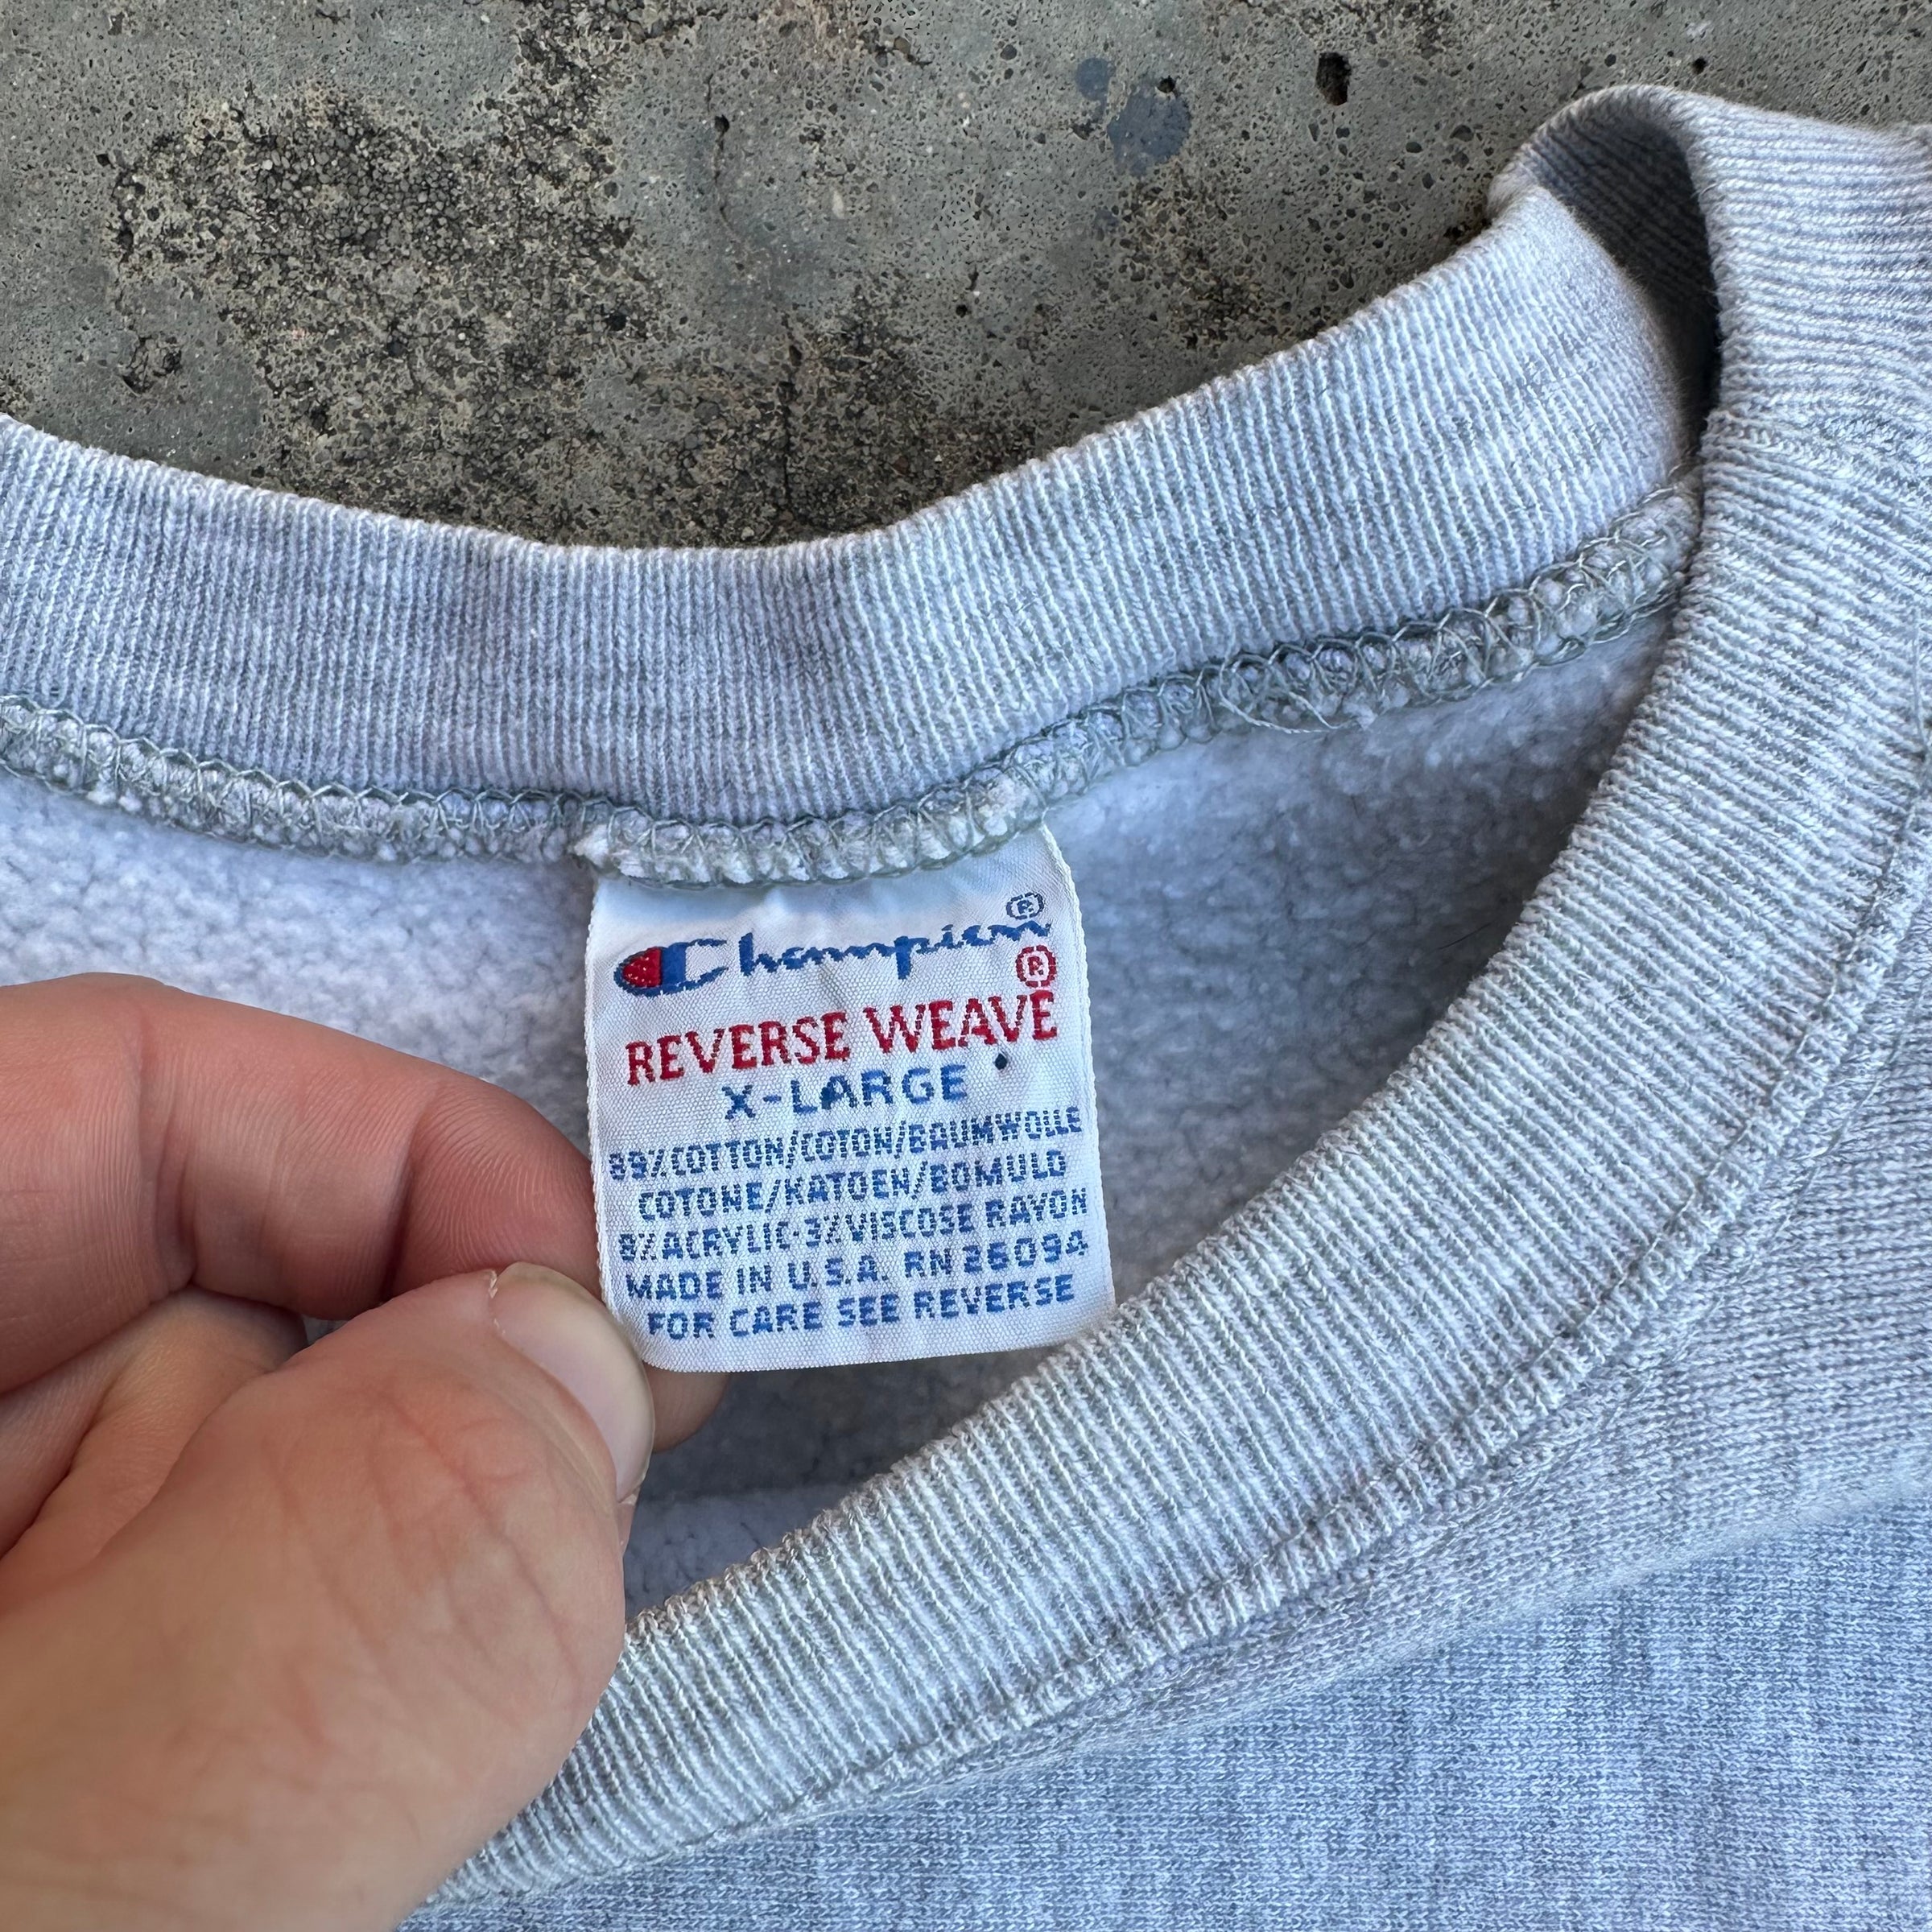 Champion®
REVERSE WEAVE®
X-LARGE
89%COTTON/COTON/BAUMWOLLE
COTONE/KATOEN/BOMULD
8%ACRYLIC-3%VISCOSE RAYON
MADE IN U.S.A. RN 26094
FOR CARE SEE REVERSE